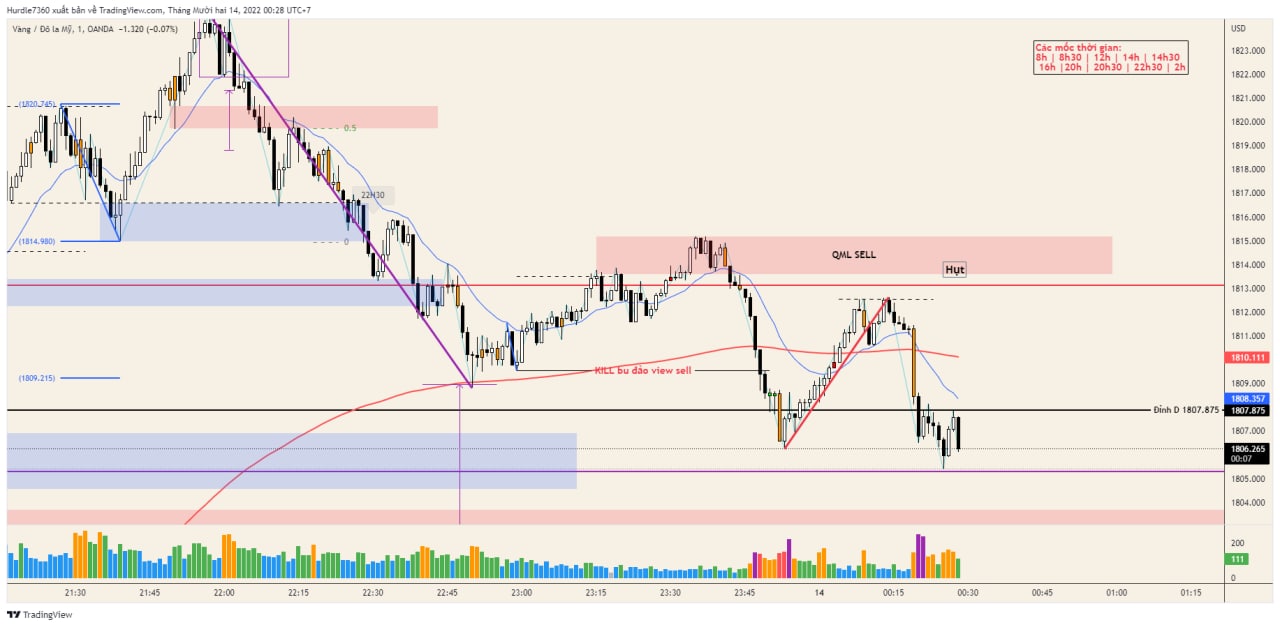 Hurdle7360 xuất bản về TradingView.com, Tháng Mười hai 14, 2022 00:28 UTC+7
Vàng / Đô la Mỹ, 1, OANDA −1.320 (−0.07%)
USD
Các mốc thời gian:
8h | 8h30 | 12h | 14h | 14h30
16h |20h | 20h30 | 22h30 | 2h
1823.000
1822.000
1821.000
1820.000
1819.000
1818.000
1817.000
1816.000
1815.000
1814.000
1813.000
1812.000
1811.000
1810.111
1809.000
1808.357
1807.875
1807.000
1806.265
00:07
1805.000
1804.000
(1820.745)
0.5
22H30
(1814.980)
0
QML SELL
Hụt
(1809.215)
KILL bu đảo view sell
Đỉnh D 1807.875
200
111
0
21:30 21:45 22:00 22:15 22:30 22:45 23:00 23:15 23:30 23:45 14 00:15 00:30 00:45 01:00 01:15
TradingView